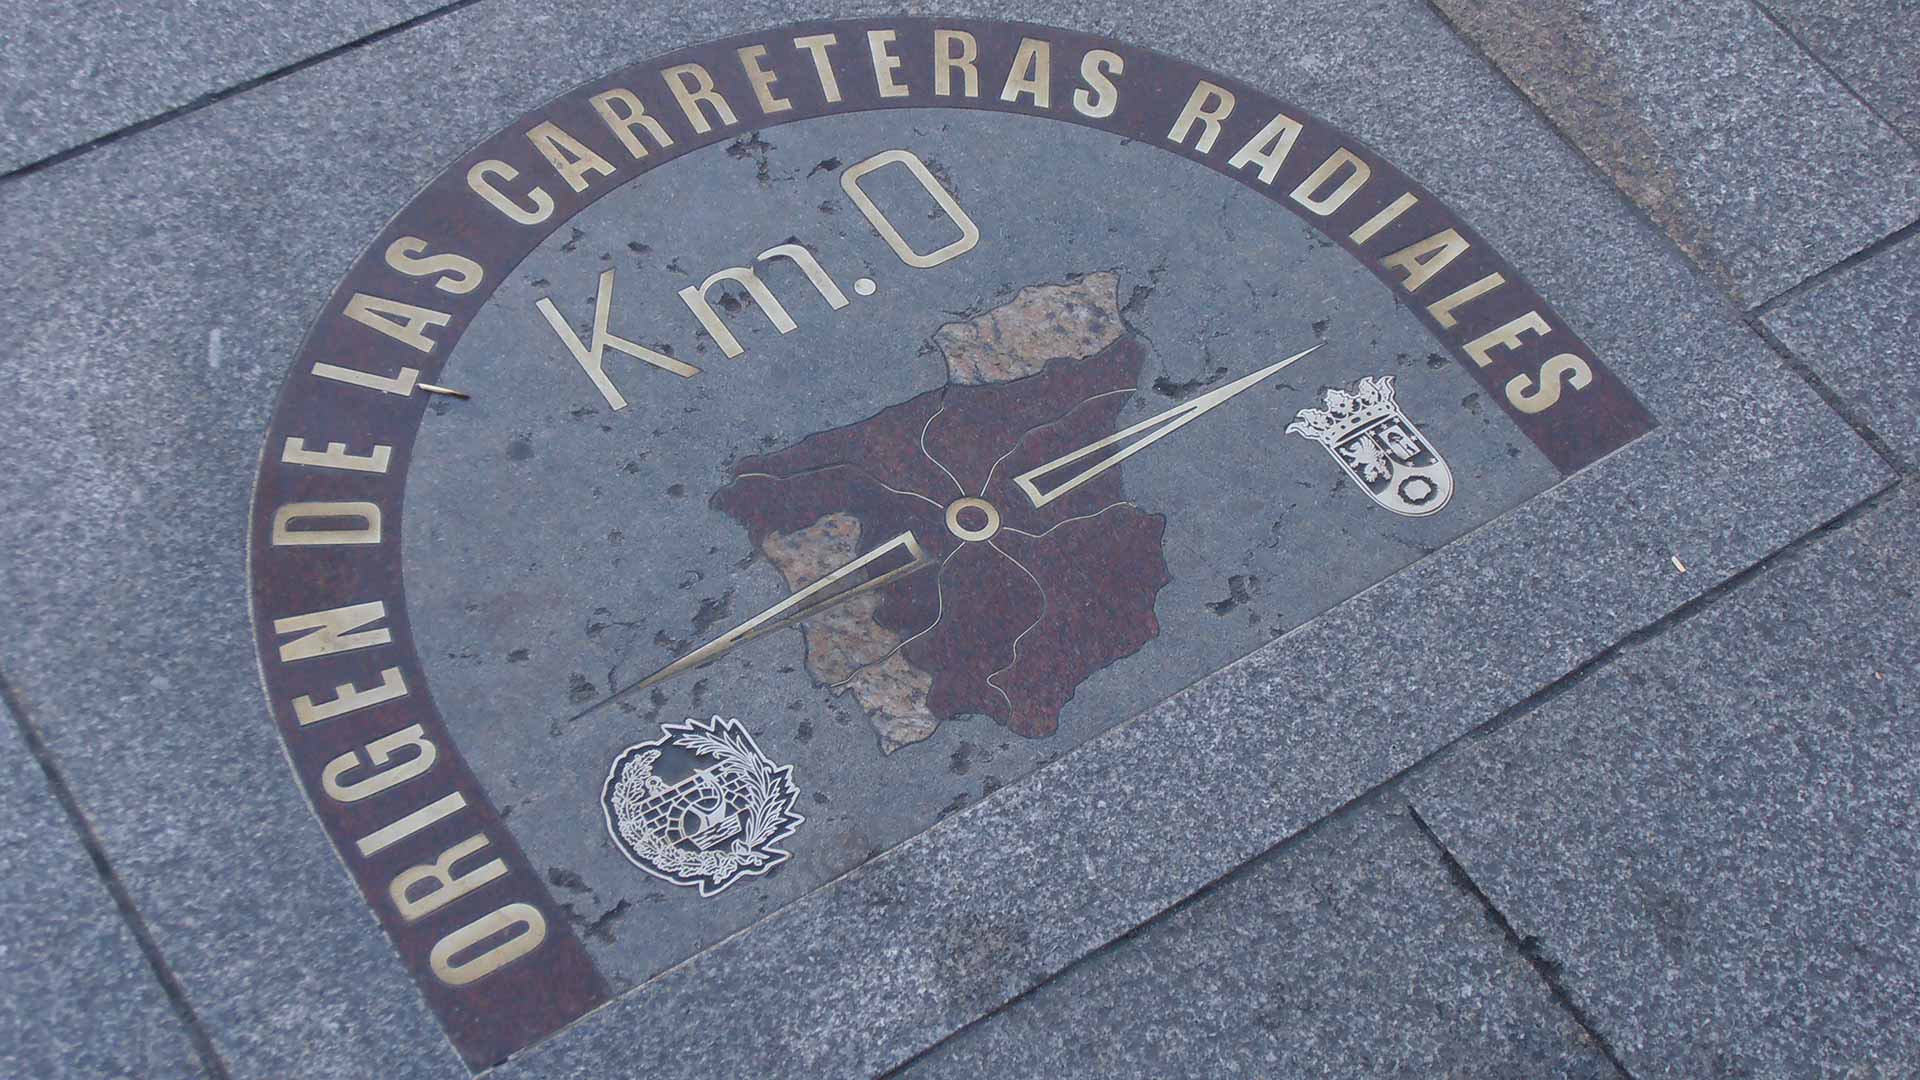 ORIGEN DE LAS CARRETERAS RADIALES
Km.0